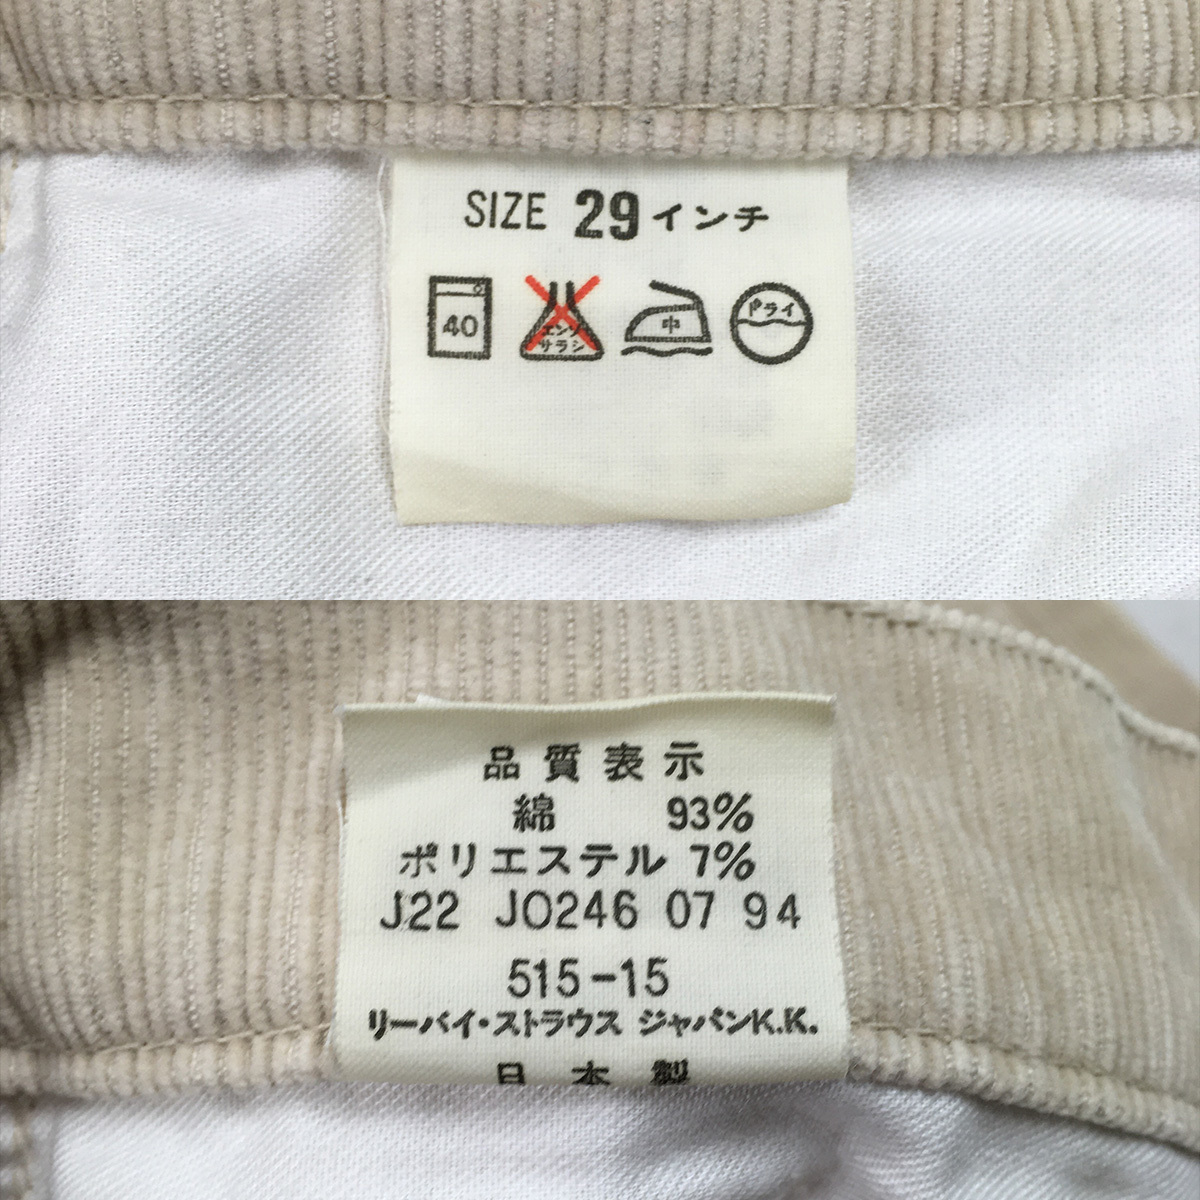 SIZE 29インチ
40 エンソ ドライ
サラシ 中
品質表示
綿 93%
ポリエステル 7%
J22 J0246 07 94
515-15
リーバイ・ストラウス ジャパンK.K.
日本製